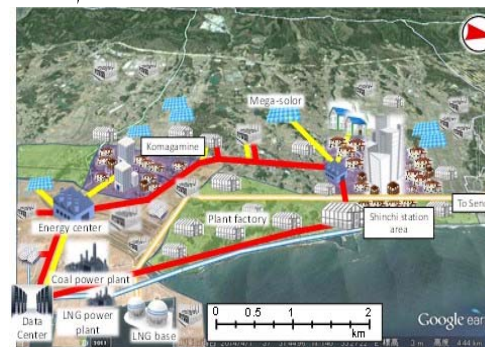 Mega-solor
Komagamine
To Sen
Shinchi station
area
Plant factory
Energy center
Coal power plant
Data
Center
LNG power
plant
LNG base
0 0.5 1 2
km
Google ear